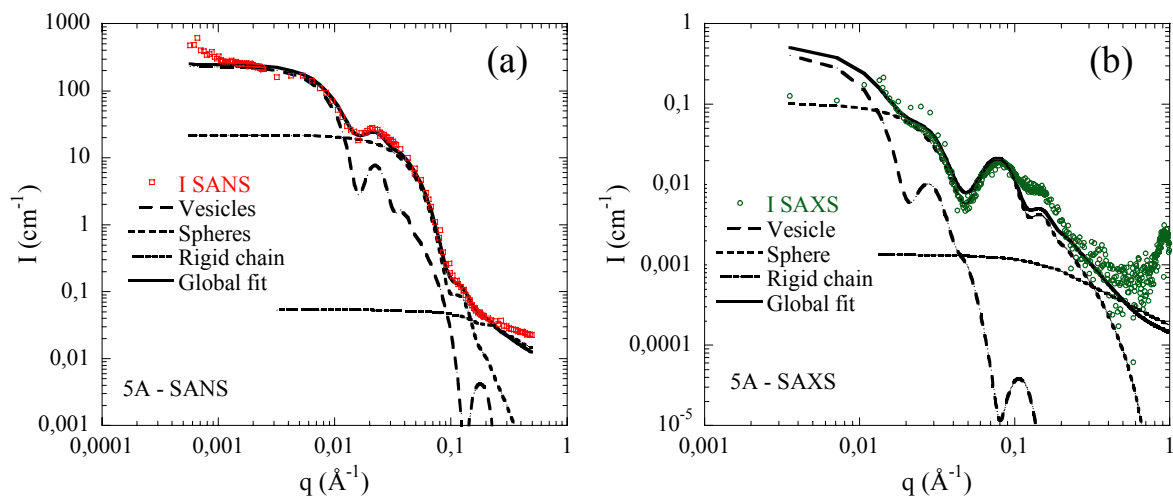 (a)
1000
100
10
1
0,1
0,01
0,001
I (cm⁻¹)
I SANS
Vesicles
Spheres
Rigid chain
Global fit
5A - SANS
0,0001 0,001 0,01 0,1 1
q (Å⁻¹)
(b)
1
0,1
0,01
0,001
0,0001
10⁻⁵
I (cm⁻¹)
I SAXS
Vesicle
Sphere
Rigid chain
Global fit
5A - SAXS
0,001 0,01 0,1 1
q (Å⁻¹)